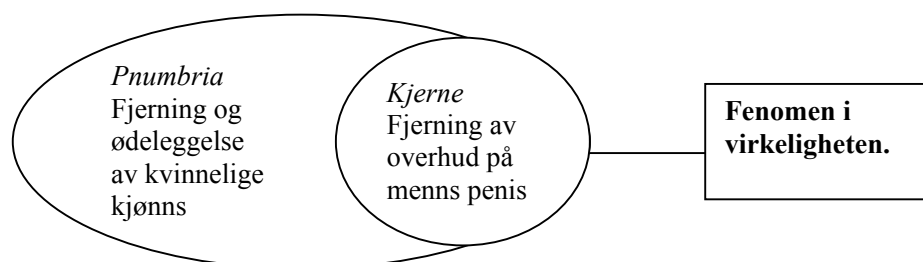 Pnumbria
Fjerning og
ødeleggelse
av kvinnelige
kjønns
Kjerne
Fjerning av
overhud på
menns penis
Fenomen i
virkeligheten.